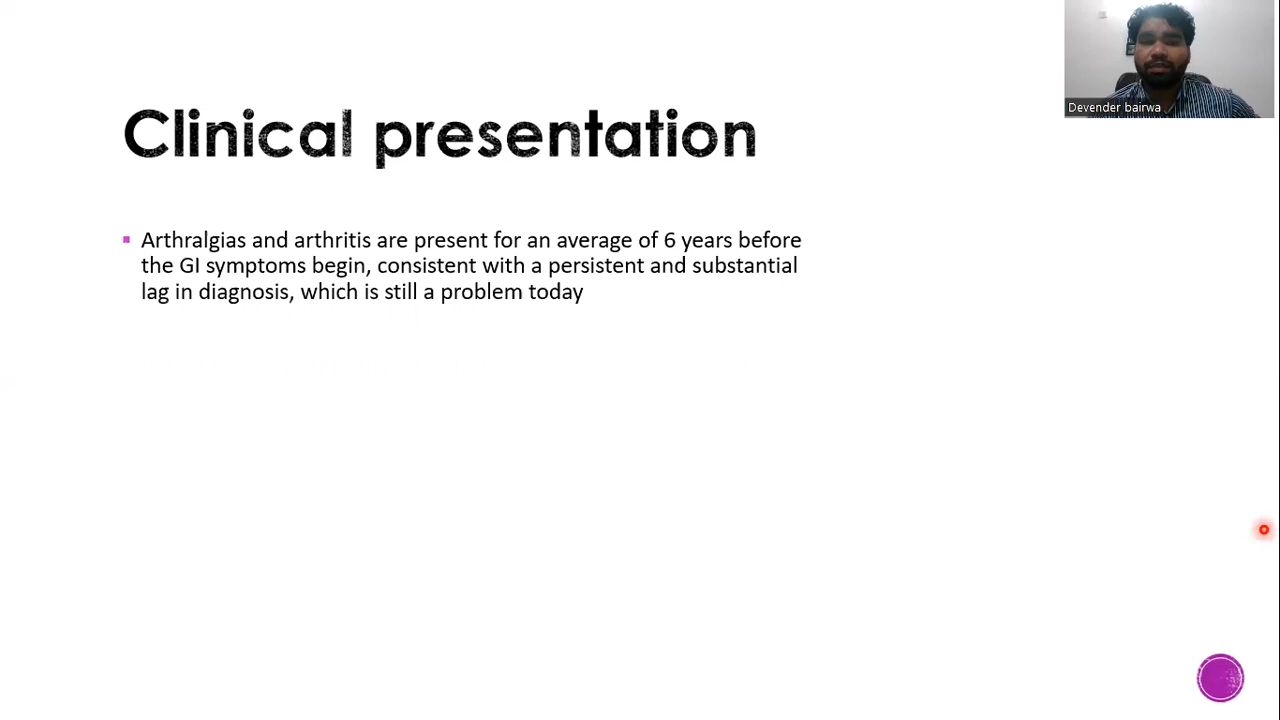 Devender bairwa
Clinical presentation
Arthralgias and arthritis are present for an average of 6 years before
the GI symptoms begin, consistent with a persistent and substantial
lag in diagnosis, which is still a problem today